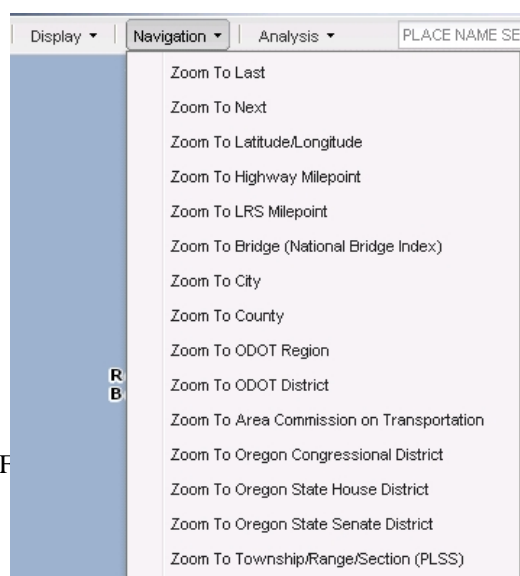 Display Navigation Analysis PLACE NAME SE
Zoom To Last
Zoom To Next
Zoom To Latitude/Longitude
Zoom To Highway Milepoint
Zoom To LRS Milepoint
Zoom To Bridge (National Bridge Index)
Zoom To City
Zoom To County
Zoom To ODOT Region
R
Zoom To ODOT District
B
Zoom To Area Commission on Transportation
F
Zoom To Oregon Congressional District
Zoom To Oregon State House District
Zoom To Oregon State Senate District
Zoom To Township/Range/Section (PLSS)